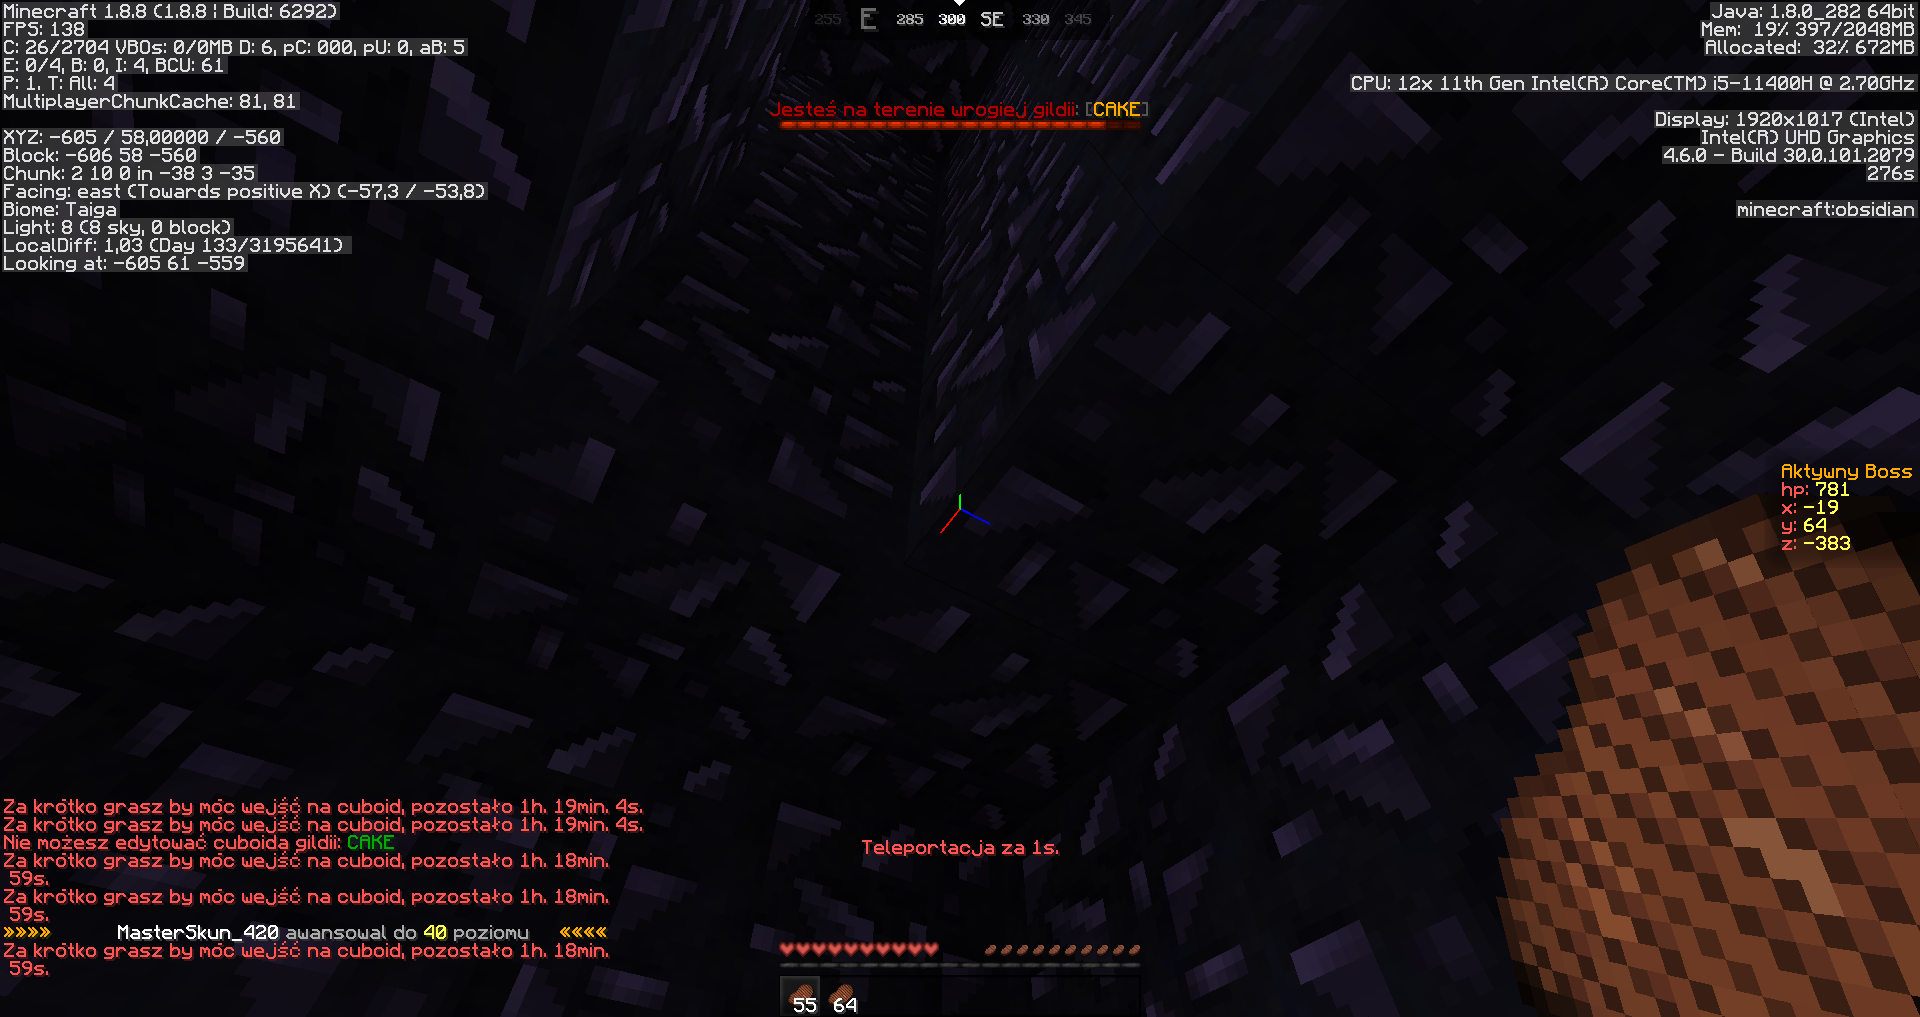 Minecraft 1.8.8 (1.8.8 ¦ Build: 6292)
FPS: 138
C: 26/2704 VBOs: 0/0MB D: 6, pC: 000, pU: 0, aB: 5
E: 0/4, B: 0, I: 4, BCU: 61
P: 1. T: All: 4
MultiplayerChunkCache: 81, 81
XYZ: -605 / 58,00000 / -560
Block: -606 58 -560
Chunk: 2 10 0 in -38 3 -35
Facing: east (Towards positive X) (-57,3 / -53,8)
Biome: Taiga
Light: 8 (8 sky, 0 block)
LocalDiff: 1,03 (Day 133/3195641)
Looking at: -605 61 -559
255 E 285 300 SE 330 345
Jesteś na terenie wrogiej gildii: [CAKE]
Java: 1.8.0_282 64bit
Mem: 19% 397/2048MB
Allocated: 32% 672MB
CPU: 12x 11th Gen Intel(R) Core(TM) i5-11400H @ 2.70GHz
Display: 1920x1017 (Intel)
Intel(R) UHD Graphics
4.6.0 - Build 30.0.101.2079
276s
minecraft:obsidian
Aktywny Boss
hp: 781
x: -19
y: 64
z: -383
Za krótko grasz by móc wejść na cuboid, pozostało 1h. 19min. 4s.
Za krótko grasz by móc wejść na cuboid, pozostało 1h. 19min. 4s.
Nie możesz edytować cuboida gildii: CAKE
Za krótko grasz by móc wejść na cuboid, pozostało 1h. 18min.
59s.
Za krótko grasz by móc wejść na cuboid, pozostało 1h. 18min.
59s.
»»»» MasterSkun_420 awansował do 40 poziomu ««««
Za krótko grasz by móc wejść na cuboid, pozostało 1h. 18min.
59s.
Teleportacja za 1s.
55 64